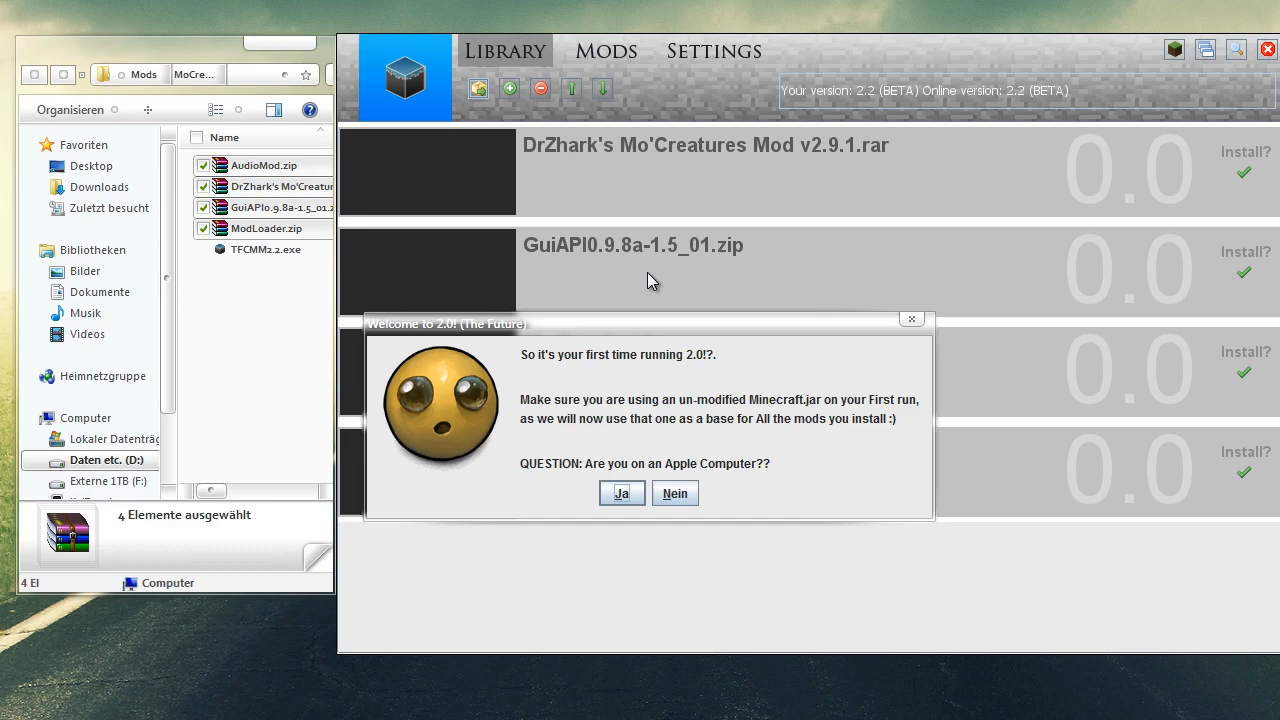 Mods
MoCre...
Organisieren
Name
Favoriten
Desktop
Downloads
Zuletzt besucht
Bibliotheken
Bilder
Dokumente
Musik
Videos
Heimnetzgruppe
Computer
Lokaler Datenträg
Daten etc. (D:)
Externe 1TB (F:)
AudioMod.zip
DrZhark's Mo'Creatur
GuiAPI0.9.8a-1.5_01.z
ModLoader.zip
TFCMM2.2.exe
4 Elemente ausgewählt
4 El
Computer
Library Mods Settings
Your version: 2.2 (BETA) Online version: 2.2 (BETA)
DrZhark's Mo'Creatures Mod v2.9.1.rar
0.0
Install?
GuiAPI0.9.8a-1.5_01.zip
0.0
Install?
0.0
Install?
0.0
Install?
Welcome to 2.0! (The Future)
So it's your first time running 2.0!?.
Make sure you are using an un-modified Minecraft.jar on your First run,
as we will now use that one as a base for All the mods you install :)
QUESTION: Are you on an Apple Computer??
Ja Nein